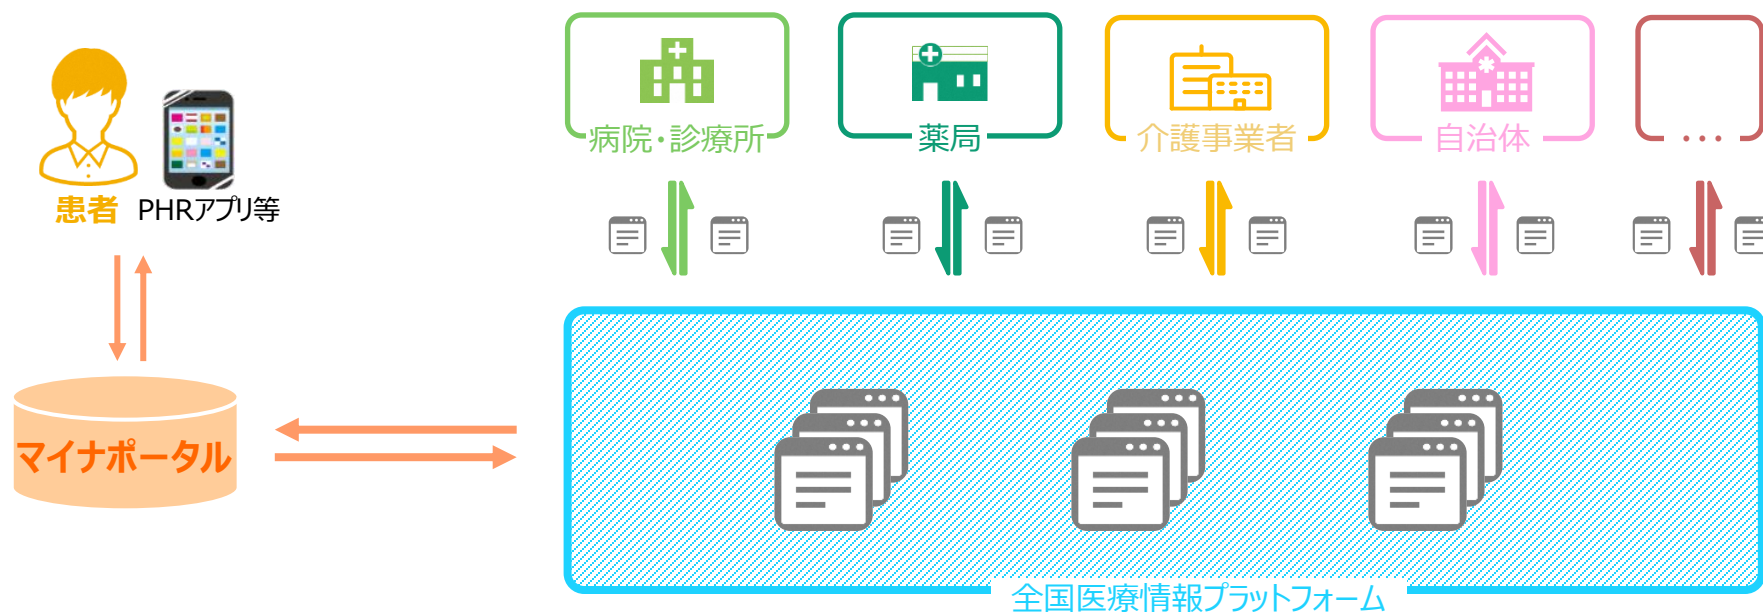 病院・診療所
薬局
介護事業者
自治体
...
患者
PHRアプリ等
マイナポータル
全国医療情報プラットフォーム